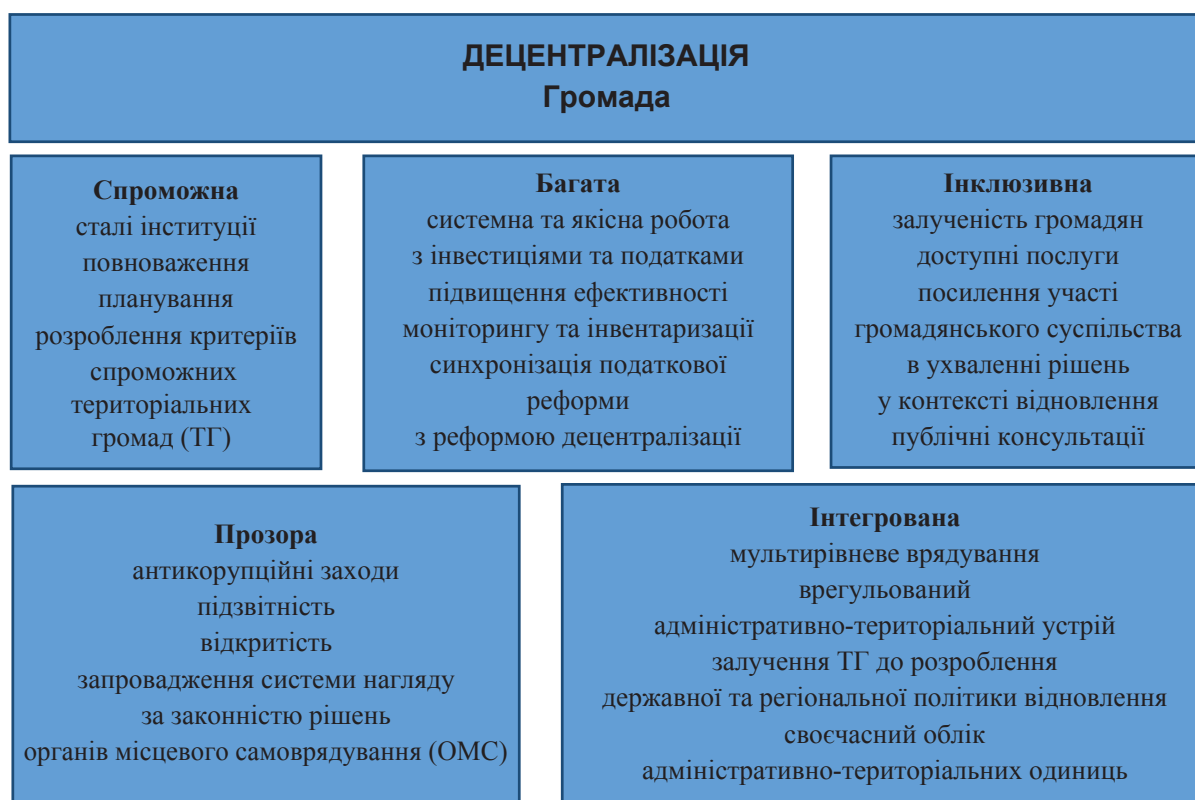 ДЕЦЕНТРАЛІЗАЦІЯ
Громада
Спроможна
сталі інституції
повноваження
планування
розроблення критеріїв
спроможних
територіальних
громад (ТГ)
Багата
системна та якісна робота
з інвестиціями та податками
підвищення ефективності
моніторингу та інвентаризації
синхронізація податкової
реформи
з реформою децентралізації
Інклюзивна
залученість громадян
доступні послуги
посилення участі
громадянського суспільства
в ухваленні рішень
у контексті відновлення
публічні консультації
Прозора
антикорупційні заходи
підзвітність
відкритість
запровадження системи нагляду
за законністю рішень
органів місцевого самоврядування (ОМС)
Інтегрована
мультирівневе врядування
врегульований
адміністративно-територіальний устрій
залучення ТГ до розроблення
державної та регіональної політики відновлення
своєчасний облік
адміністративно-територіальних одиниць